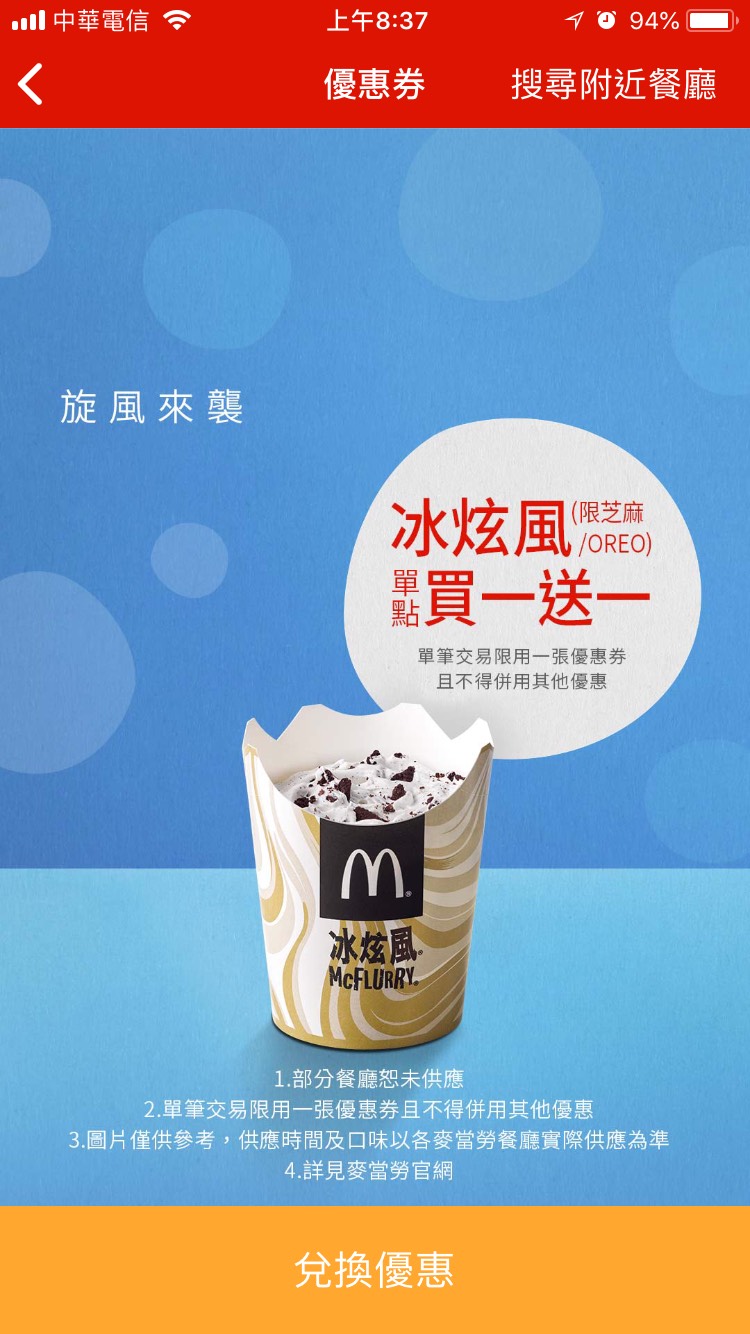 中華電信 上午8:37 94%
優惠券 搜尋附近餐廳
旋風來襲
冰炫風(限芝麻
/OREO)
單點買一送一
單筆交易限用一張優惠券
且不得併用其他優惠
M
冰炫風®
McFLURRY®
1.部分餐廳恕未供應
2.單筆交易限用一張優惠券且不得併用其他優惠
3.圖片僅供參考，供應時間及口味以各麥當勞餐廳實際供應為準
4.詳見麥當勞官網
兌換優惠